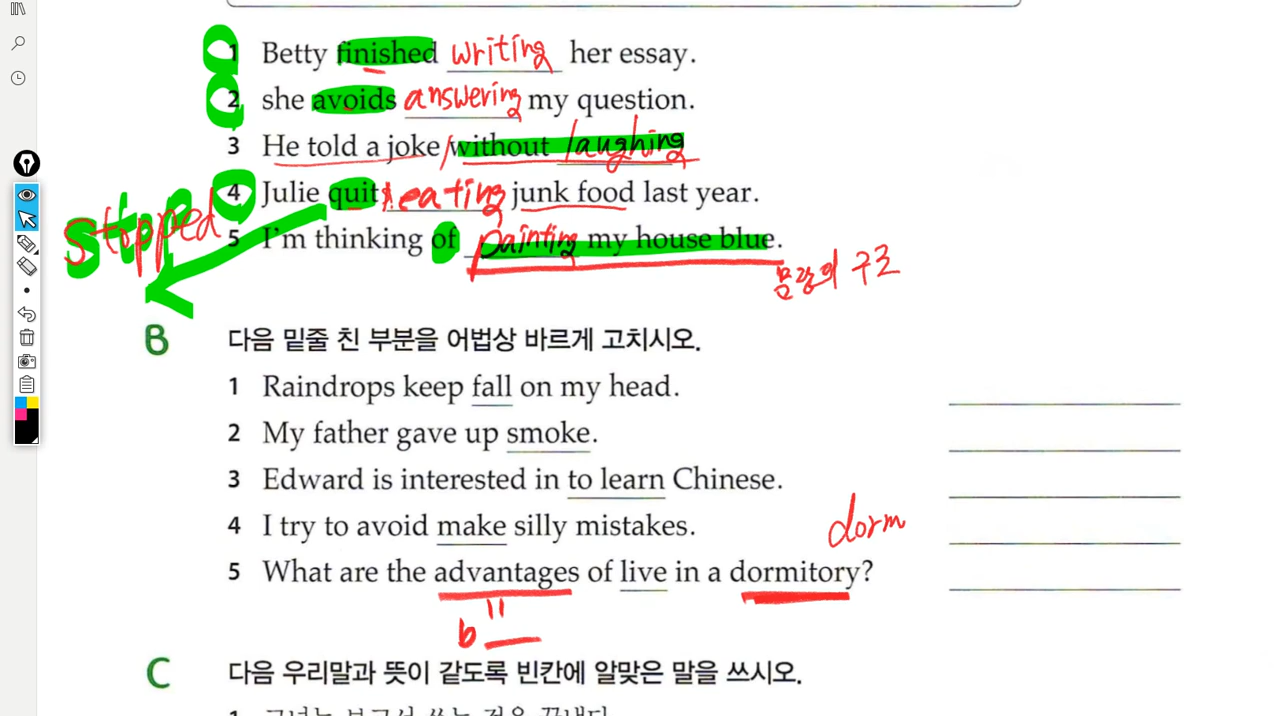 1 Betty finished writing her essay.
2 she avoids answering my question.
3 He told a joke / without laughing
4 Julie quit eating junk food last year.
stopped
5 I'm thinking of painting my house blue.
문장의 구조
B 다음 밑줄 친 부분을 어법상 바르게 고치시오.
1 Raindrops keep fall on my head.
2 My father gave up smoke.
3 Edward is interested in to learn Chinese.
4 I try to avoid make silly mistakes.
dorm
5 What are the advantages of live in a dormitory?
b
C 다음 우리말과 뜻이 같도록 빈칸에 알맞은 말을 쓰시오.